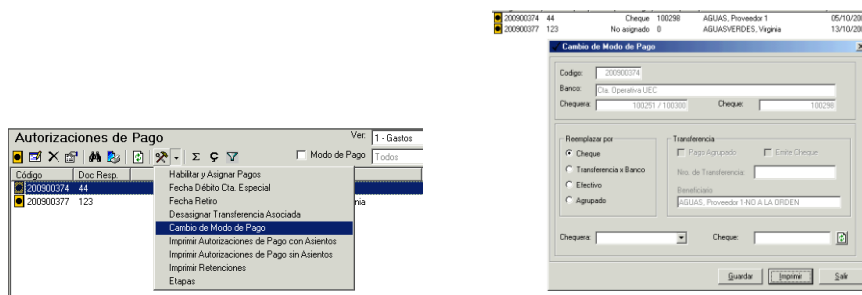 Autorizaciones de Pago
Ver: 1 - Gastos
Σ Ç
Modo de Pago Todos
Código Doc Resp.
200900374 44
200900377 123 nia
Habilitar y Asignar Pagos
Fecha Débito Cta. Especial
Fecha Retiro
Desasignar Transferencia Asociada
Cambio de Modo de Pago
Imprimir Autorizaciones de Pago con Asientos
Imprimir Autorizaciones de Pago sin Asientos
Imprimir Retenciones
Etapas
200900374 44 Cheque 100298 AGUAS, Proveedor 1 05/10/200
200900377 123 No asignado 0 AGUASVERDES, Virginia 13/10/200
Cambio de Modo de Pago
Codigo: 200900374
Banco: Cta. Operativa UEC
Chequera: 100251 / 100300 Cheque: 100298
Reemplazar por
Cheque
Transferencia x Banco
Efectivo
Agrupado
Transferencia
Pago Agrupado Emite Cheque
Nro. de Transferencia:
Beneficiario
AGUAS, Proveedor 1-NO A LA ORDEN
Chequera: Cheque:
Guardar Imprimir Salir